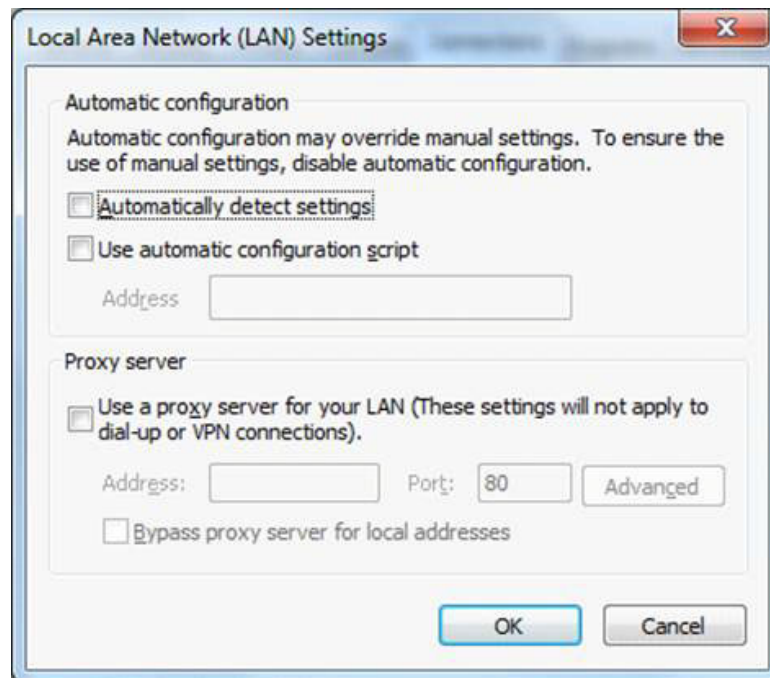 Local Area Network (LAN) Settings
Automatic configuration
Automatic configuration may override manual settings. To ensure the
use of manual settings, disable automatic configuration.
Automatically detect settings
Use automatic configuration script
Address
Proxy server
Use a proxy server for your LAN (These settings will not apply to
dial-up or VPN connections).
Address: Port: 80 Advanced
Bypass proxy server for local addresses
OK Cancel